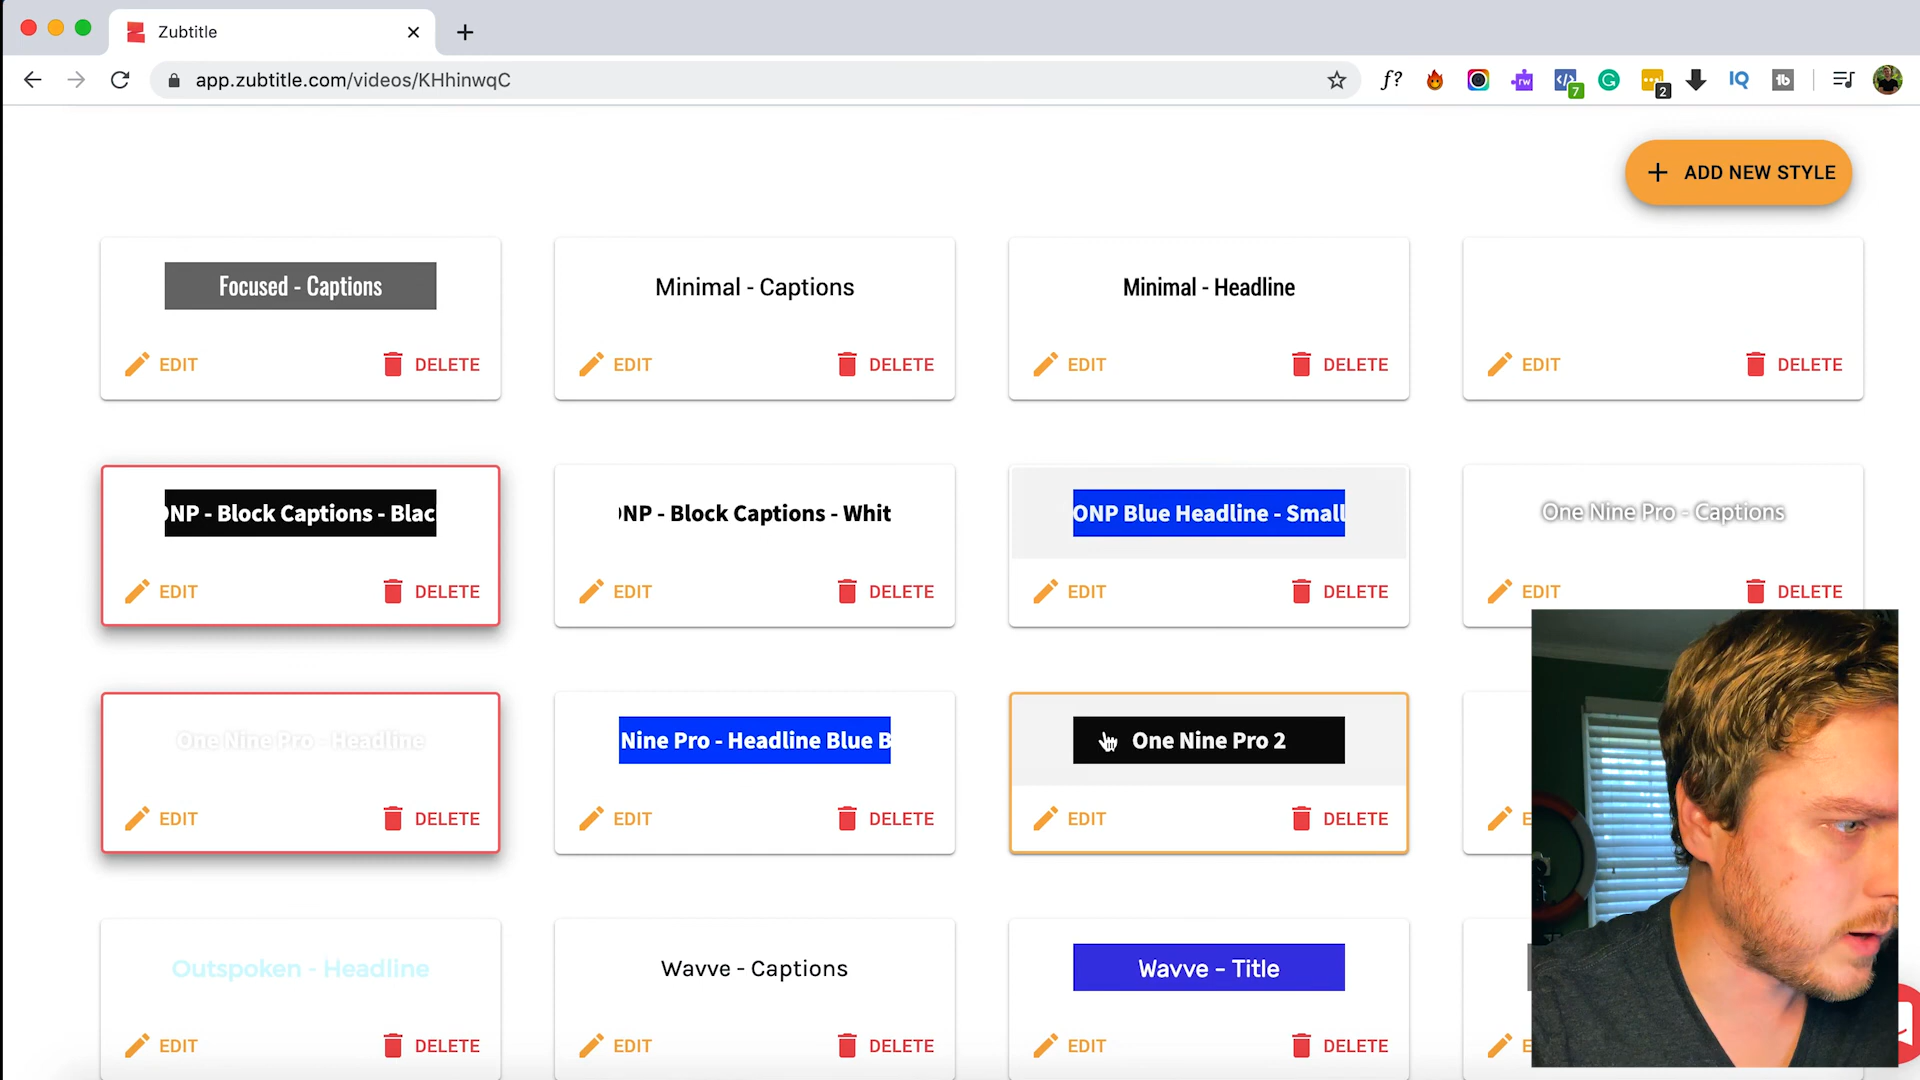 Zubtitle
app.zubtitle.com/videos/KHhinwqC
f?
rw
7
2
IQ
tb
ADD NEW STYLE
Focused - Captions
Minimal - Captions
Minimal - Headline
EDIT DELETE EDIT DELETE EDIT DELETE EDIT DELETE
NP - Block Captions - Blac
NP - Block Captions - Whit
ONP Blue Headline - Small
One Nine Pro - Captions
EDIT DELETE EDIT DELETE EDIT DELETE EDIT DELETE
One Nine Pro - Headline
Nine Pro - Headline Blue B
One Nine Pro 2
EDIT DELETE EDIT DELETE EDIT DELETE E
Outspoken - Headline
Wavve - Captions
Wavve - Title
EDIT DELETE EDIT DELETE EDIT DELETE E